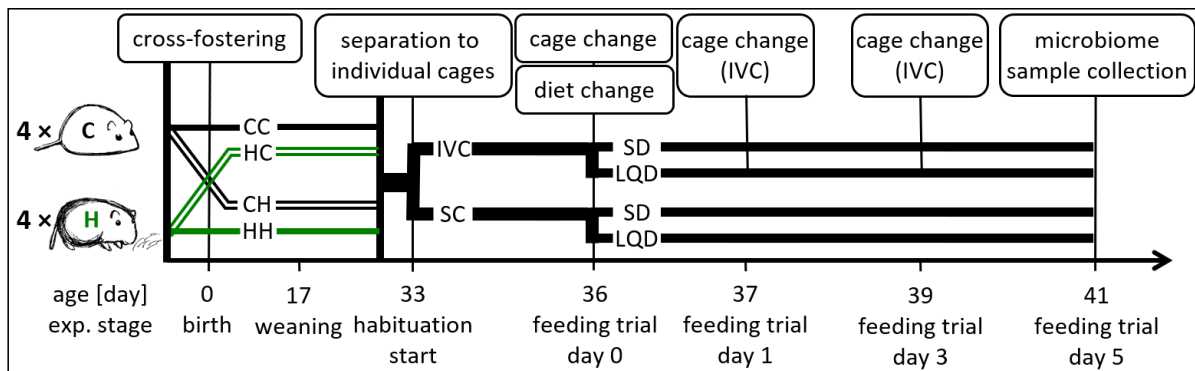 cross-fostering
separation to
individual cages
cage change
diet change
cage change
(IVC)
cage change
(IVC)
microbiome
sample collection
4 × C
CC
HC
IVC
SD
LQD
4 × H
CH
HH
SC
SD
LQD
age [day]
exp. stage
0
birth
17
weaning
33
habituation
start
36
feeding trial
day 0
37
feeding trial
day 1
39
feeding trial
day 3
41
feeding trial
day 5